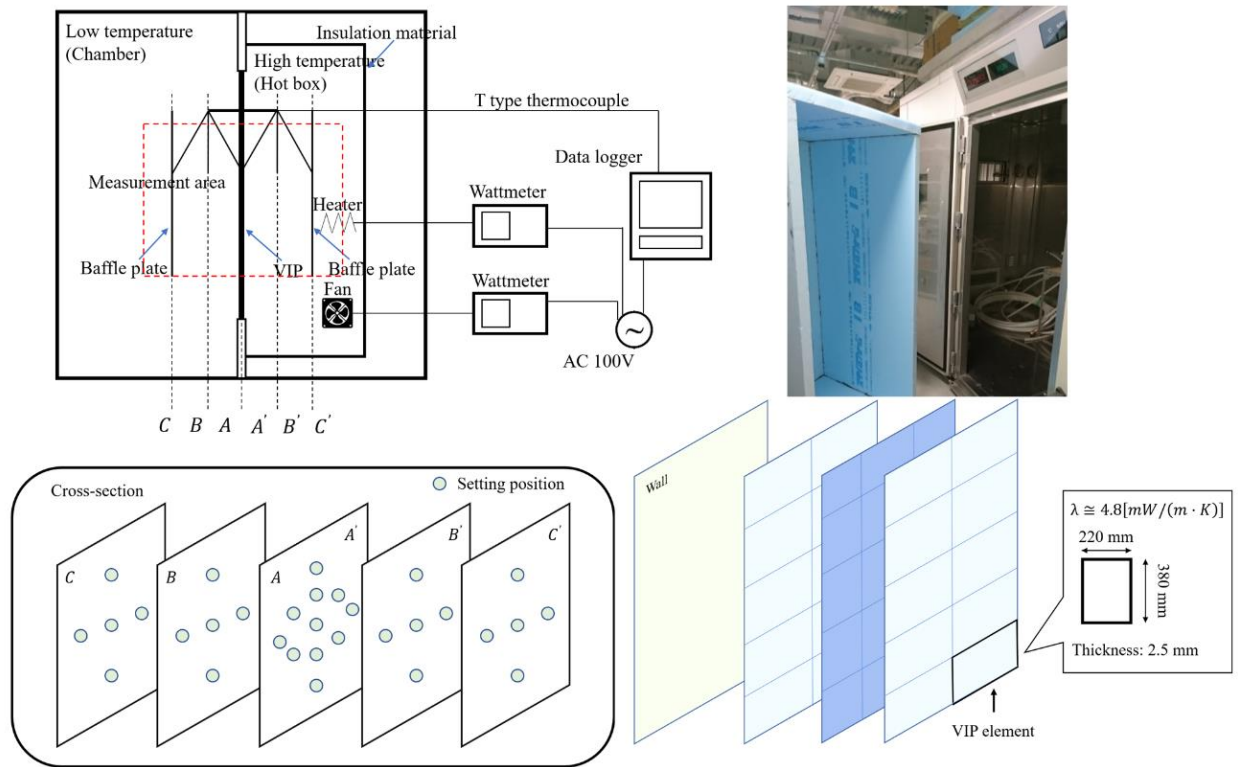 Low temperature
(Chamber)
Insulation material
High temperature
(Hot box)
T type thermocouple
Data logger
Measurement area
Heater
Wattmeter
Baffle plate
VIP
Baffle plate
Fan
Wattmeter
AC 100V
C B A A' B' C'
Cross-section
Setting position
C
B
A
A'
B'
C'
Wall
λ ≅ 4.8[mW/(m · K)]
220 mm
380 mm
Thickness: 2.5 mm
VIP element